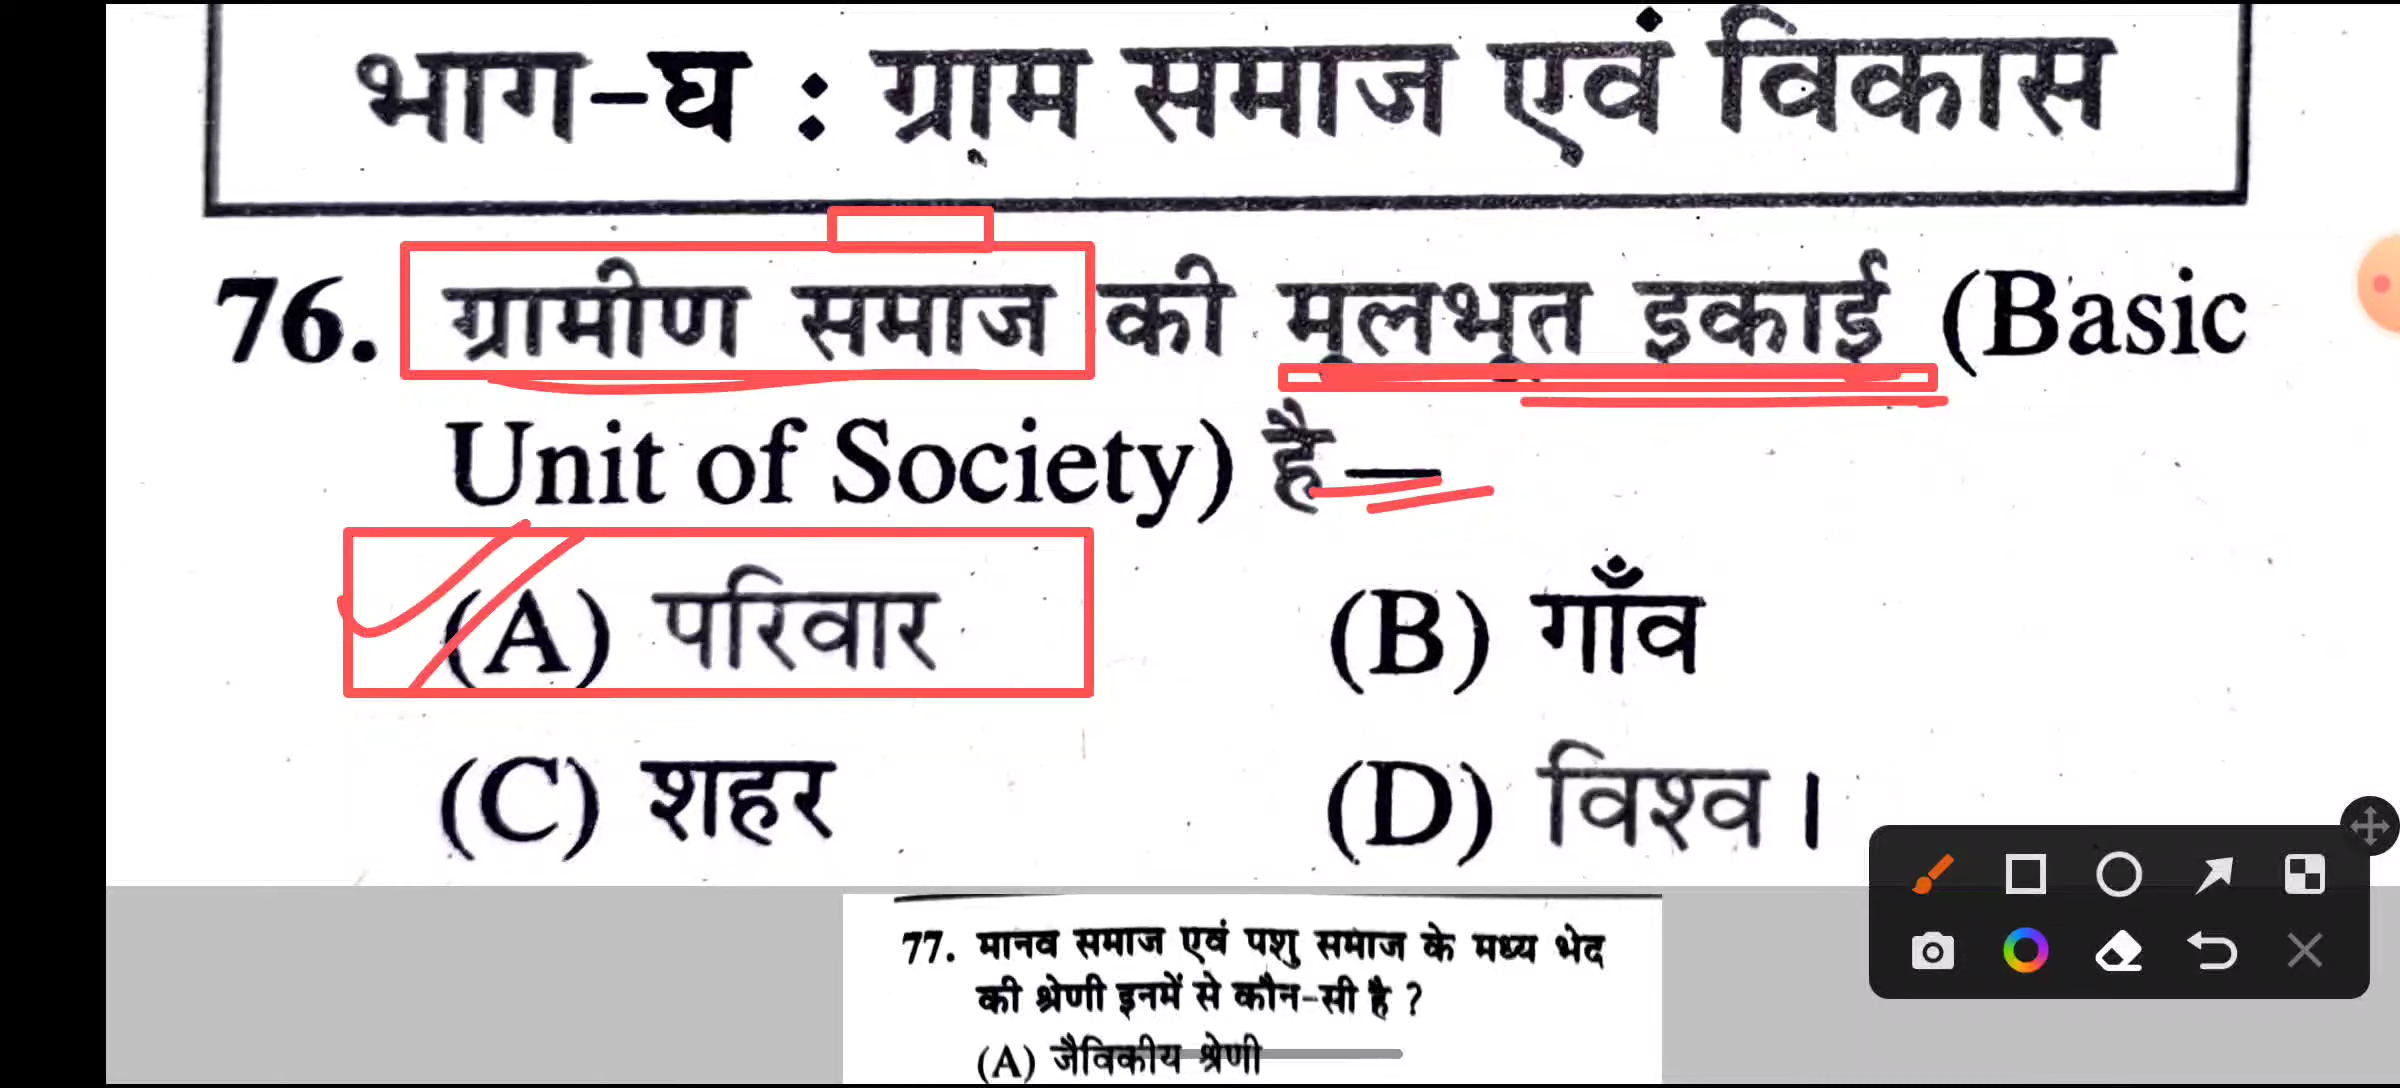 भाग-घ : ग्राम समाज एवं विकास
76. ग्रामीण समाज की मूलभूत इकाई (Basic
Unit of Society) है—
(A) परिवार (B) गाँव
(C) शहर (D) विश्व।
77. मानव समाज एवं पशु समाज के मध्य भेद
की श्रेणी इनमें से कौन-सी है ?
(A) जैविकीय श्रेणी